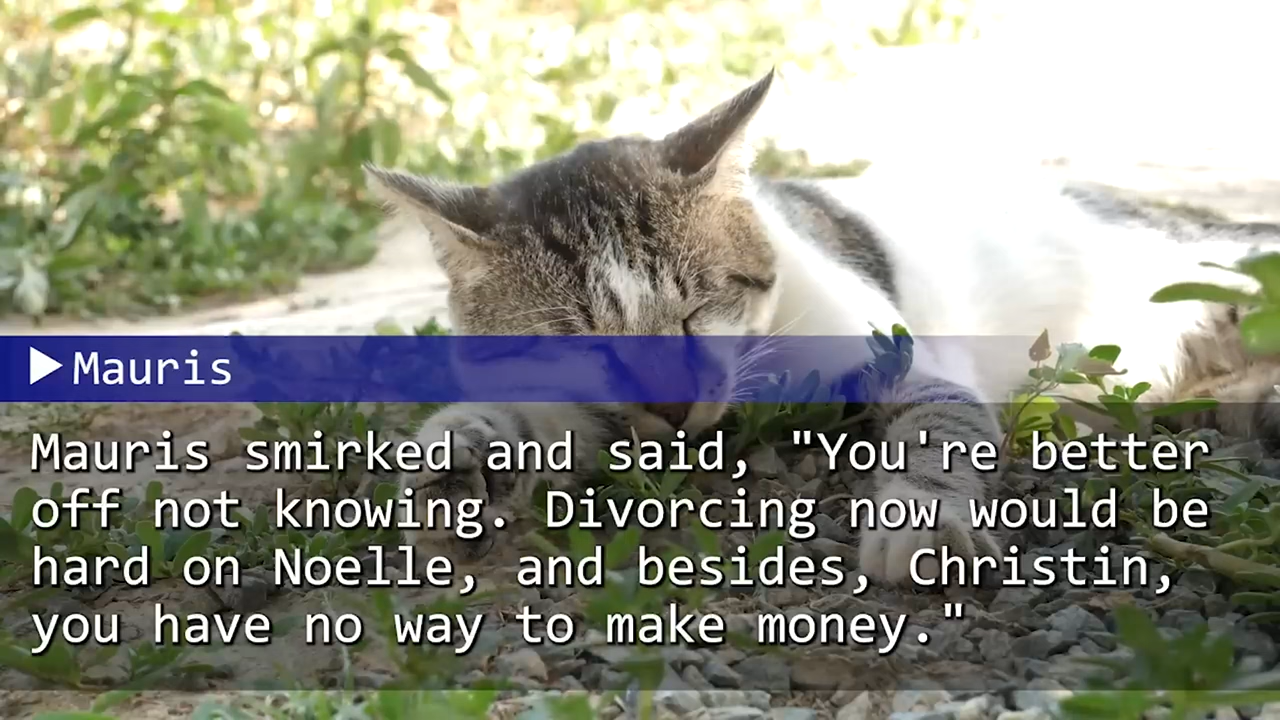 ▶Mauris
Mauris smirked and said, "You're better
off not knowing. Divorcing now would be
hard on Noelle, and besides, Christin,
you have no way to make money."